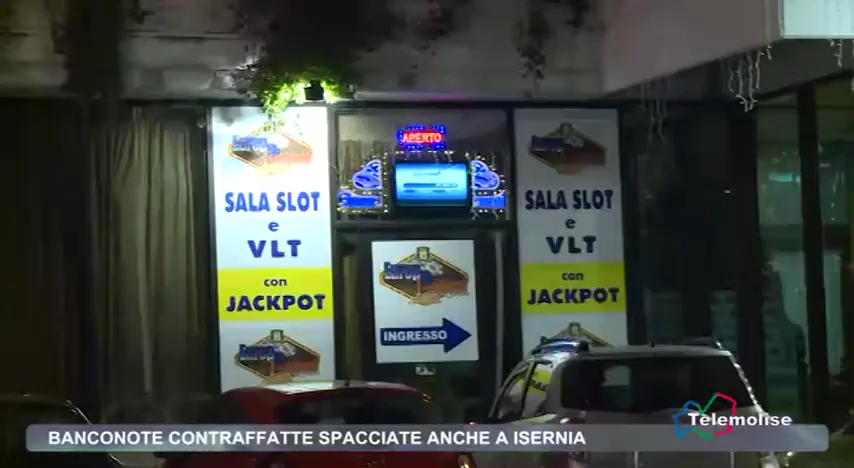 APERTO
SALA SLOT
e
VLT
con
JACKPOT
INGRESSO
SALA SLOT
e
VLT
con
JACKPOT
Telemolise
BANCONOTE CONTRAFFATTE SPACCIATE ANCHE A ISERNIA